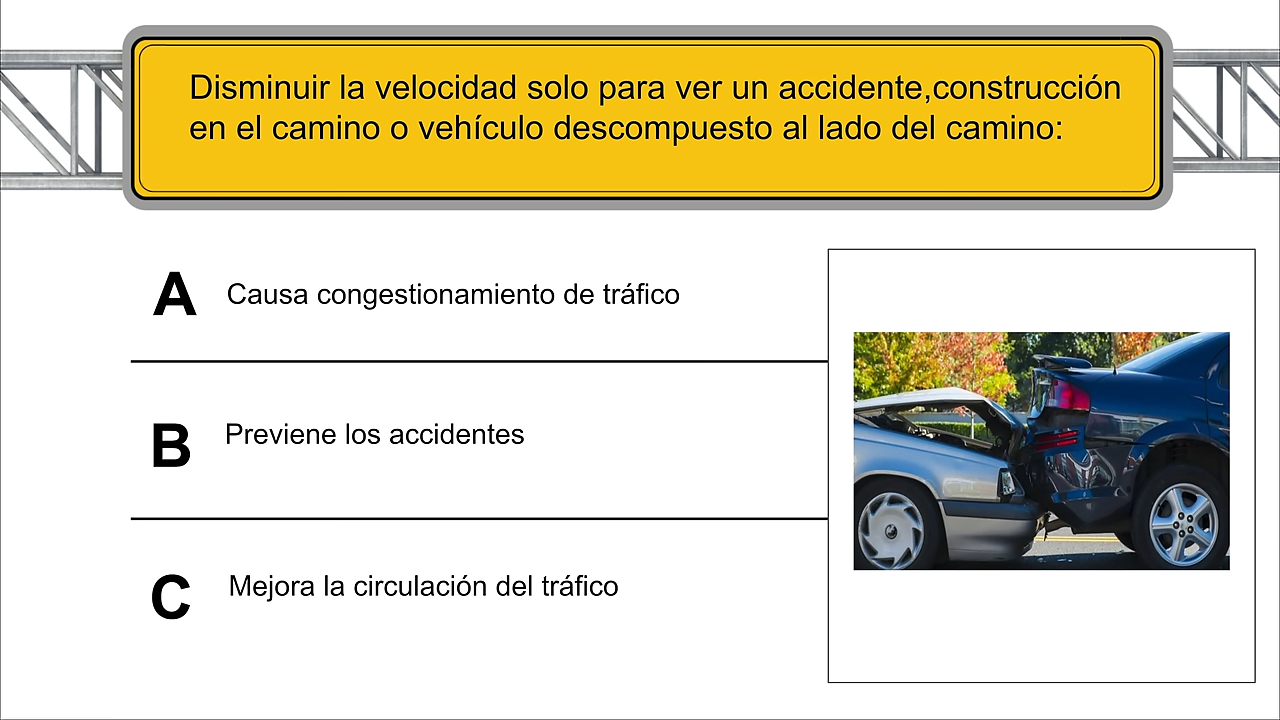 Disminuir la velocidad solo para ver un accidente,construcción
en el camino o vehículo descompuesto al lado del camino:
A Causa congestionamiento de tráfico
B Previene los accidentes
C Mejora la circulación del tráfico